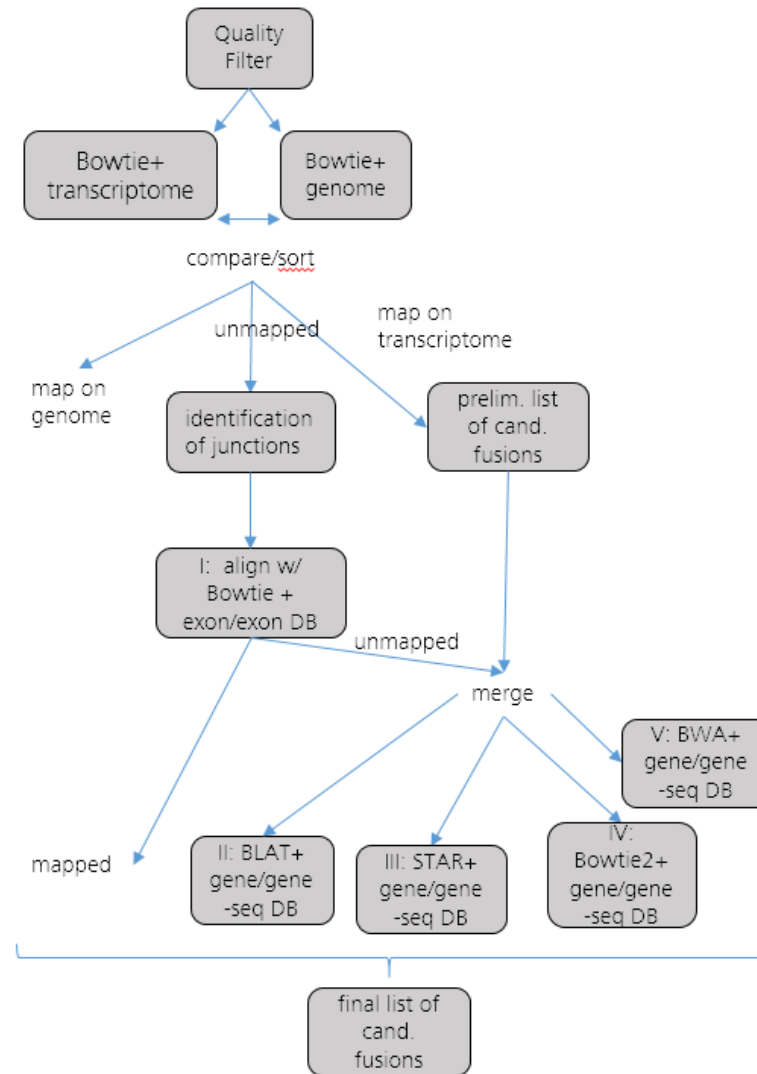 Quality
Filter
Bowtie+
transcriptome
Bowtie+
genome
compare/sort
unmapped
map on
transcriptome
map on
genome
identification
of junctions
prelim. list
of cand.
fusions
I:  align w/
Bowtie +
exon/exon DB
unmapped
merge
V: BWA+
gene/gene
-seq DB
mapped
II: BLAT+
gene/gene
-seq DB
III: STAR+
gene/gene
-seq DB
IV:
Bowtie2+
gene/gene
-seq DB
final list of
cand.
fusions